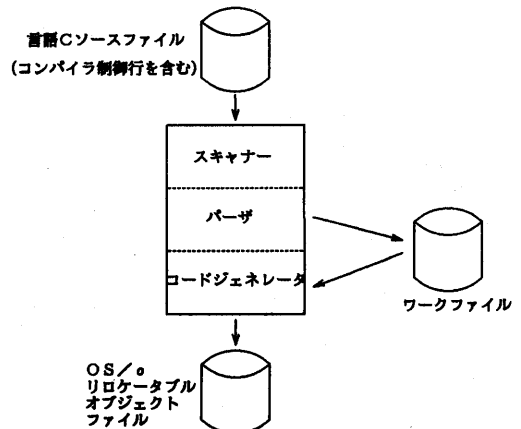 言語Cソースファイル
(コンパイラ制御行を含む)
スキャナー
パーザ
コードジェネレータ
ワークファイル
OS/o
リロケータブル
オブジェクト
ファイル